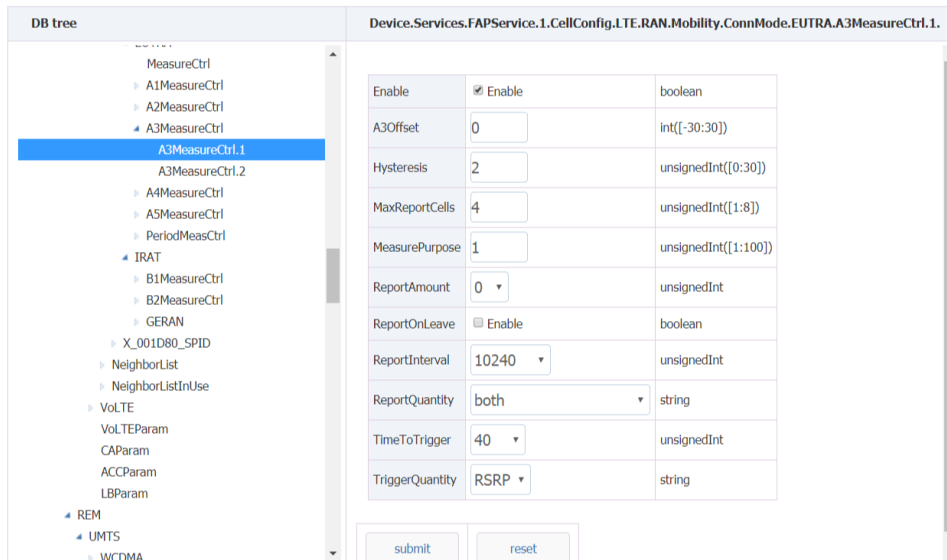 DB tree
Device.Services.FAPService.1.CellConfig.LTE.RAN.Mobility.ConnMode.EUTRA.A3MeasureCtrl.1.
EUTRA
MeasureCtrl
A1MeasureCtrl
A2MeasureCtrl
A3MeasureCtrl
A3MeasureCtrl.1
A3MeasureCtrl.2
A4MeasureCtrl
A5MeasureCtrl
PeriodMeasCtrl
IRAT
B1MeasureCtrl
B2MeasureCtrl
GERAN
X_001D80_SPID
NeighborList
NeighborListInUse
VoLTE
VoLTEParam
CAParam
ACCParam
LBParam
REM
UMTS
WCDMA
Enable Enable boolean
A3Offset 0 int([-30:30])
Hysteresis 2 unsignedInt([0:30])
MaxReportCells 4 unsignedInt([1:8])
MeasurePurpose 1 unsignedInt([1:100])
ReportAmount 0 unsignedInt
ReportOnLeave Enable boolean
ReportInterval 10240 unsignedInt
ReportQuantity both string
TimeToTrigger 40 unsignedInt
TriggerQuantity RSRP string
submit reset